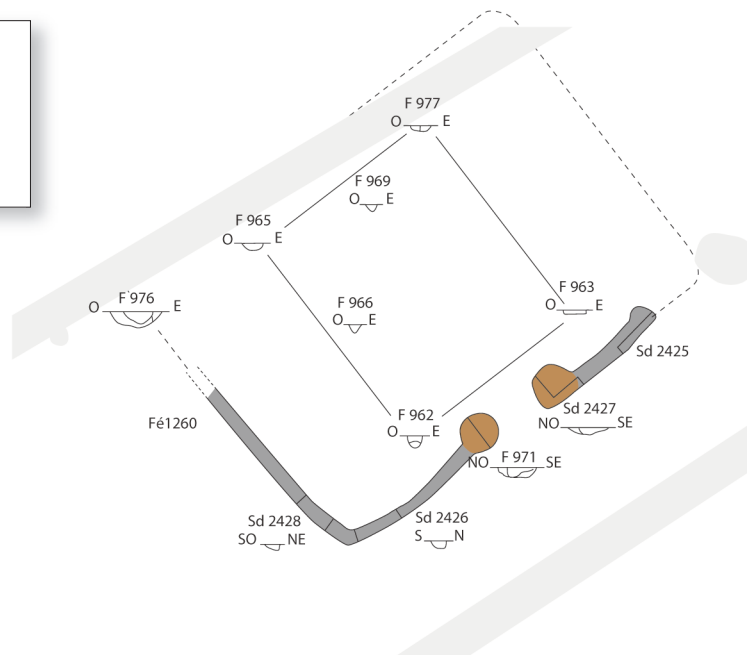 F 977
O E
F 969
O E
F 965
O E
F 976
O E
F 966
O E
F 963
O E
Sd 2425
Fé1260
F 962
O E
Sd 2427
NO SE
F 971
NO SE
Sd 2428
SO NE
Sd 2426
S N